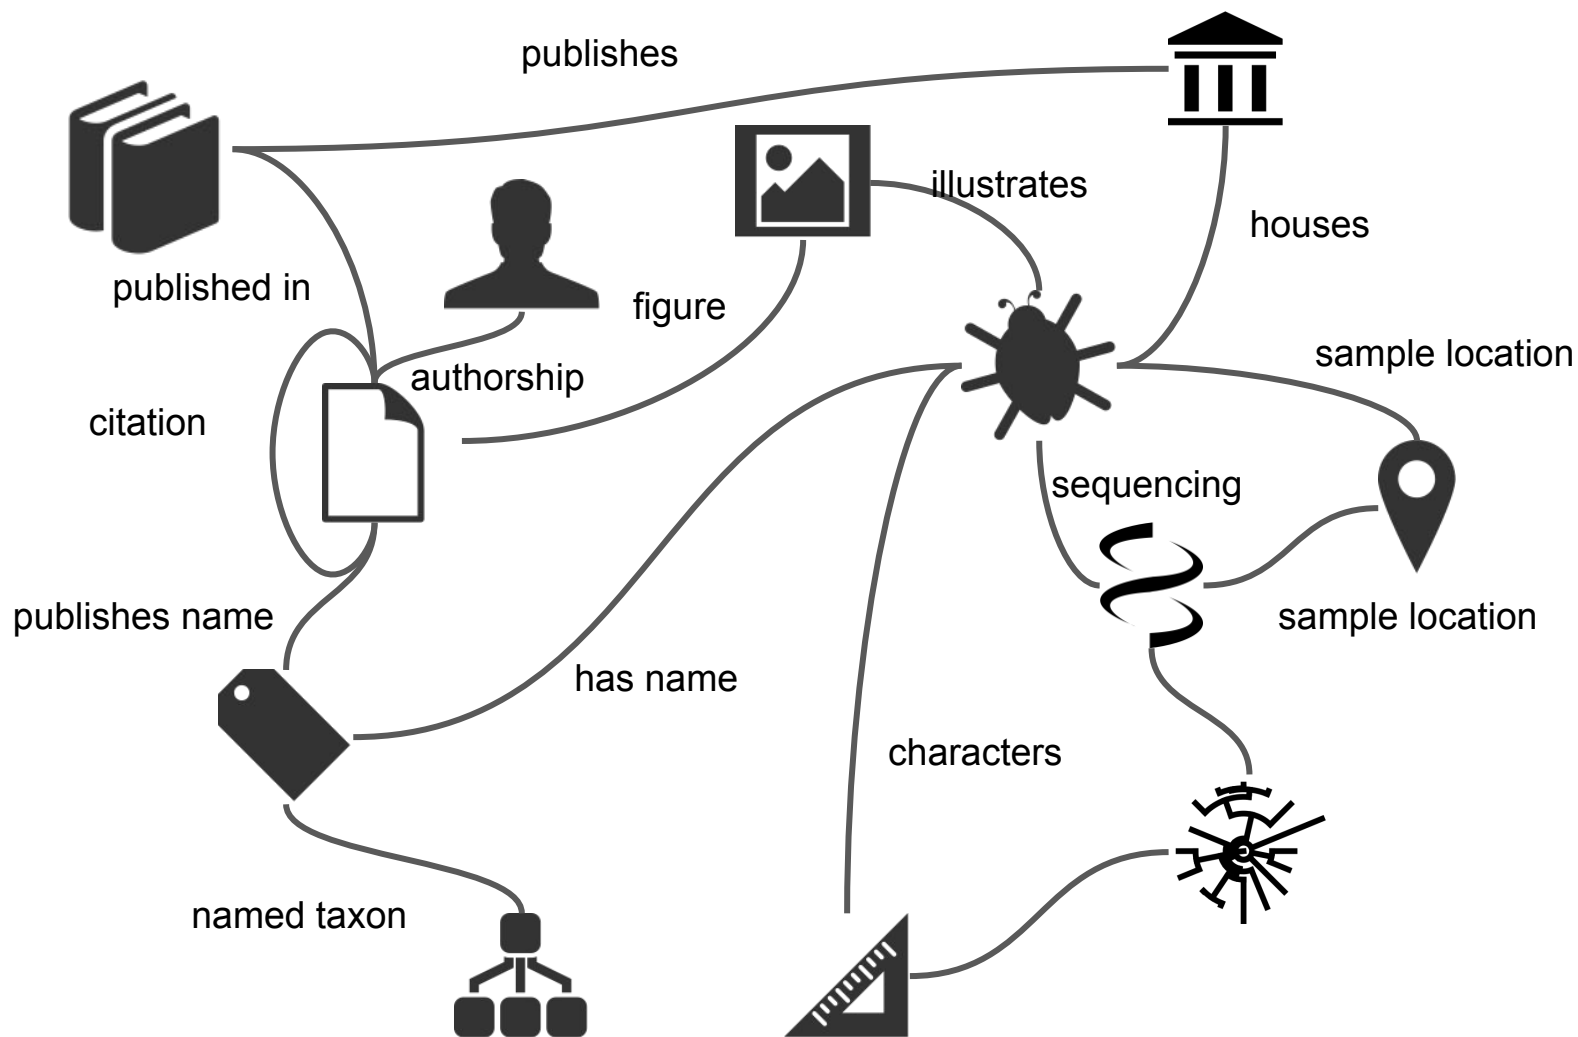 publishes
illustrates
houses
published in
figure
sample location
authorship
citation
sequencing
publishes name
sample location
has name
characters
named taxon